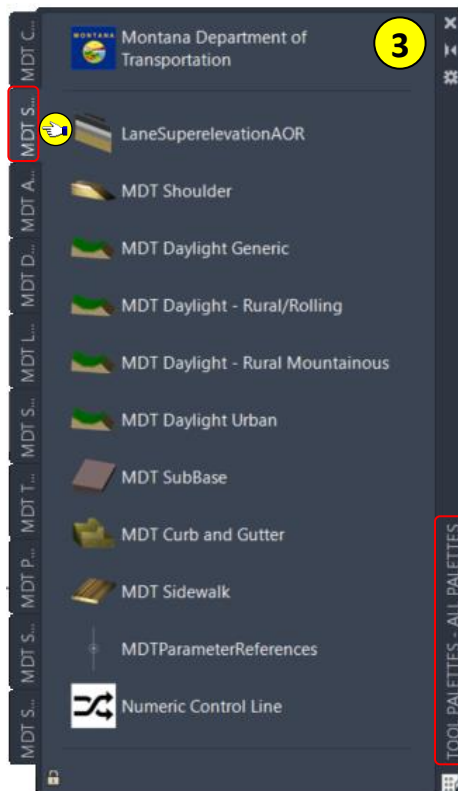 MONTANA
Montana Department of
Transportation
3
MDT C...
MDT S...
MDT A...
MDT D...
MDT L...
MDT S...
MDT T...
MDT P...
MDT S...
MDT S...
LaneSuperelevationAOR
MDT Shoulder
MDT Daylight Generic
MDT Daylight - Rural/Rolling
MDT Daylight - Rural Mountainous
MDT Daylight Urban
MDT SubBase
MDT Curb and Gutter
MDT Sidewalk
MDTParameterReferences
Numeric Control Line
TOOL PALETTES - ALL PALETTES